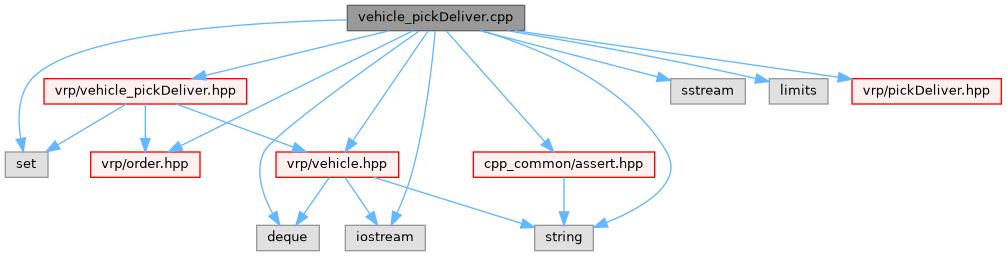 vehicle_pickDeliver.cpp
vrp/vehicle_pickDeliver.hpp
sstream
limits
vrp/pickDeliver.hpp
set
vrp/order.hpp
vrp/vehicle.hpp
cpp_common/assert.hpp
deque
iostream
string